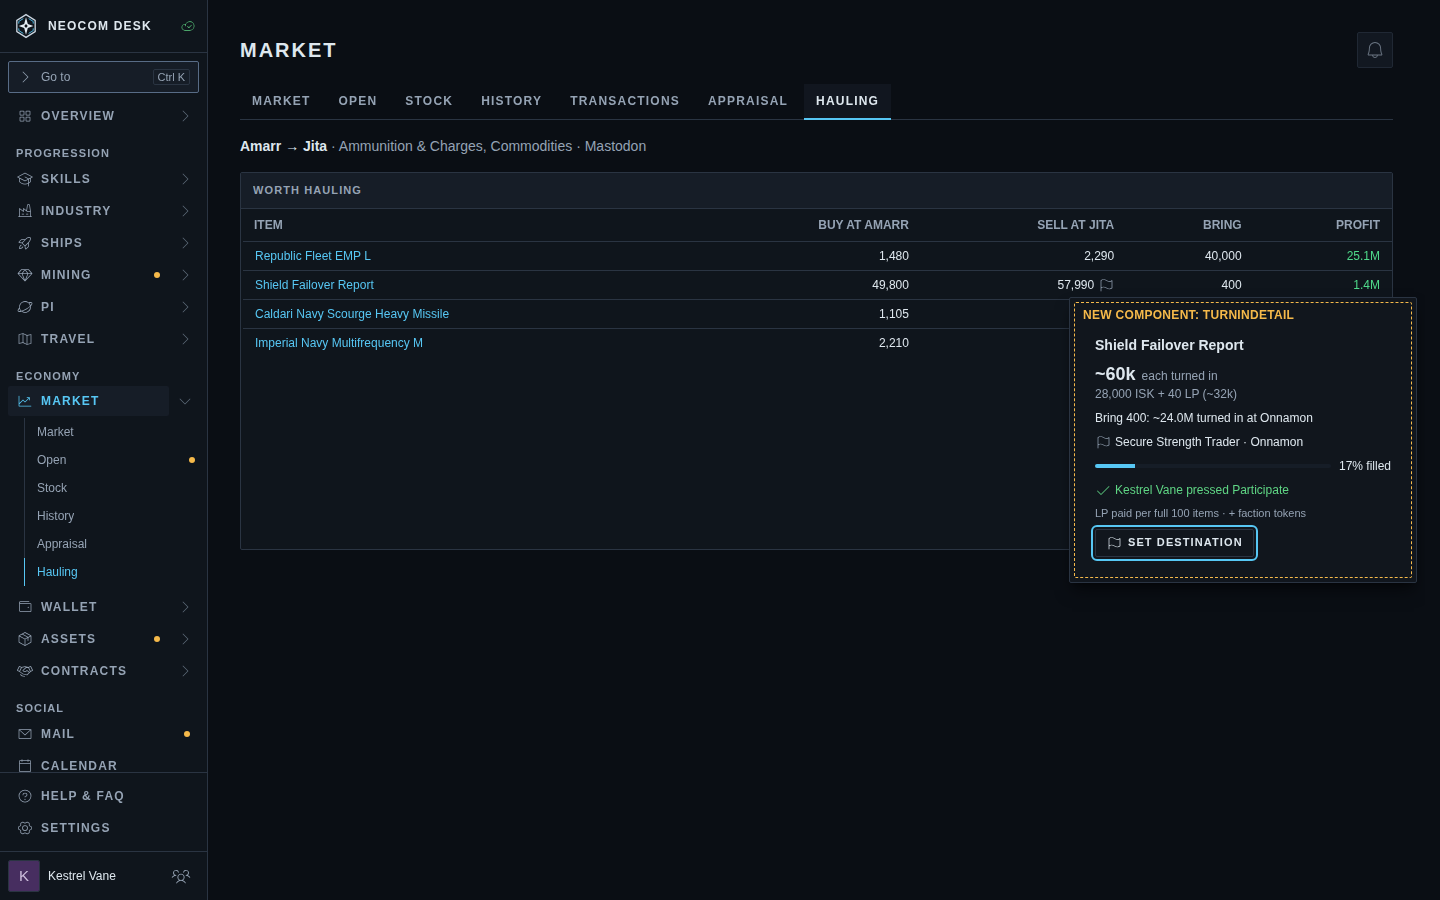 NEOCOM DESK
Go to Ctrl K
OVERVIEW
PROGRESSION
SKILLS
INDUSTRY
SHIPS
MINING
PI
TRAVEL
ECONOMY
MARKET
Market
Open
Stock
History
Appraisal
Hauling
WALLET
ASSETS
CONTRACTS
SOCIAL
MAIL
CALENDAR
HELP & FAQ
SETTINGS
K Kestrel Vane
MARKET
MARKET OPEN STOCK HISTORY TRANSACTIONS APPRAISAL HAULING
Amarr → Jita · Ammunition & Charges, Commodities · Mastodon
WORTH HAULING
ITEM BUY AT AMARR SELL AT JITA BRING PROFIT
Republic Fleet EMP L 1,480 2,290 40,000 25.1M
Shield Failover Report 49,800 57,990 400 1.4M
Caldari Navy Scourge Heavy Missile 1,105
Imperial Navy Multifrequency M 2,210
NEW COMPONENT: TURNINDETAIL
Shield Failover Report
~60k each turned in
28,000 ISK + 40 LP (~32k)
Bring 400: ~24.0M turned in at Onnamon
Secure Strength Trader · Onnamon
17% filled
Kestrel Vane pressed Participate
LP paid per full 100 items · + faction tokens
SET DESTINATION